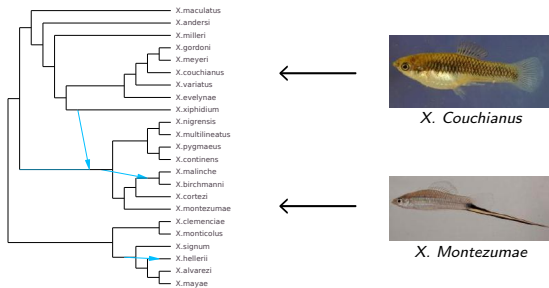 X.maculatus
X.andersi
X.milleri
X.gordoni
X.meyeri
X.couchianus
X.variatus
X.evelynae
X.xiphidium
X.nigrensis
X.multilineatus
X.pygmaeus
X.continens
X.malinche
X.birchmanni
X.cortezi
X.montezumae
X.clemenciae
X.monticolus
X.signum
X.hellerii
X.alvarezi
X.mayae
X. Couchianus
X. Montezumae